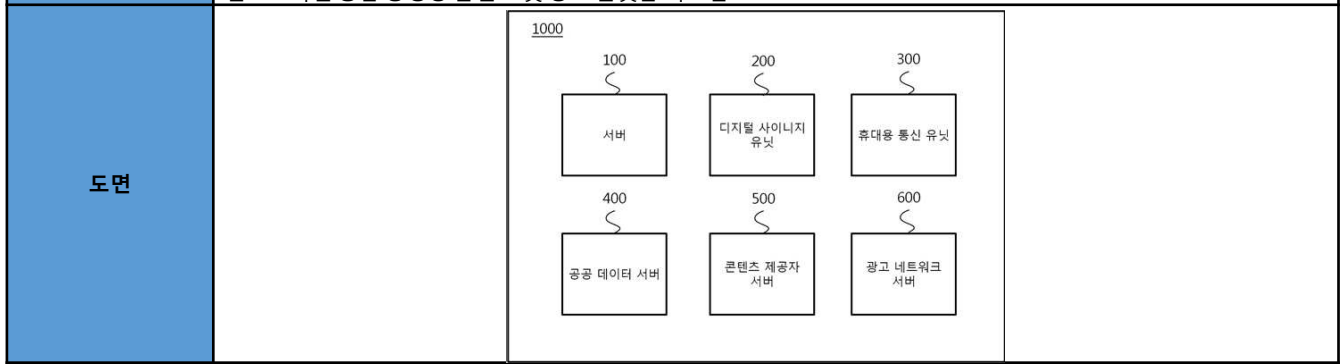 도면
1000
100
200
300
서버
디지털 사이니지
유닛
휴대용 통신 유닛
400
500
600
공공 데이터 서버
콘텐츠 제공자
서버
광고 네트워크
서버